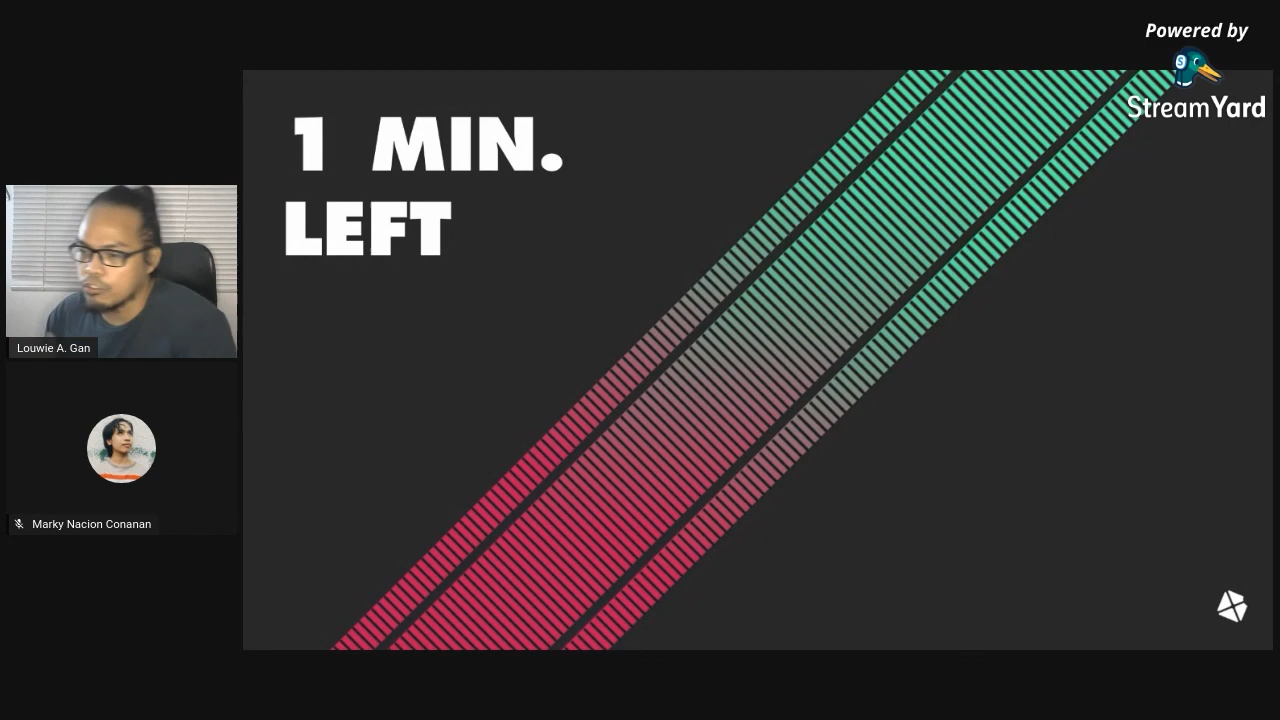 Powered by
StreamYard
1 MIN.
LEFT
Louwie A. Gan
Marky Nacion Conanan